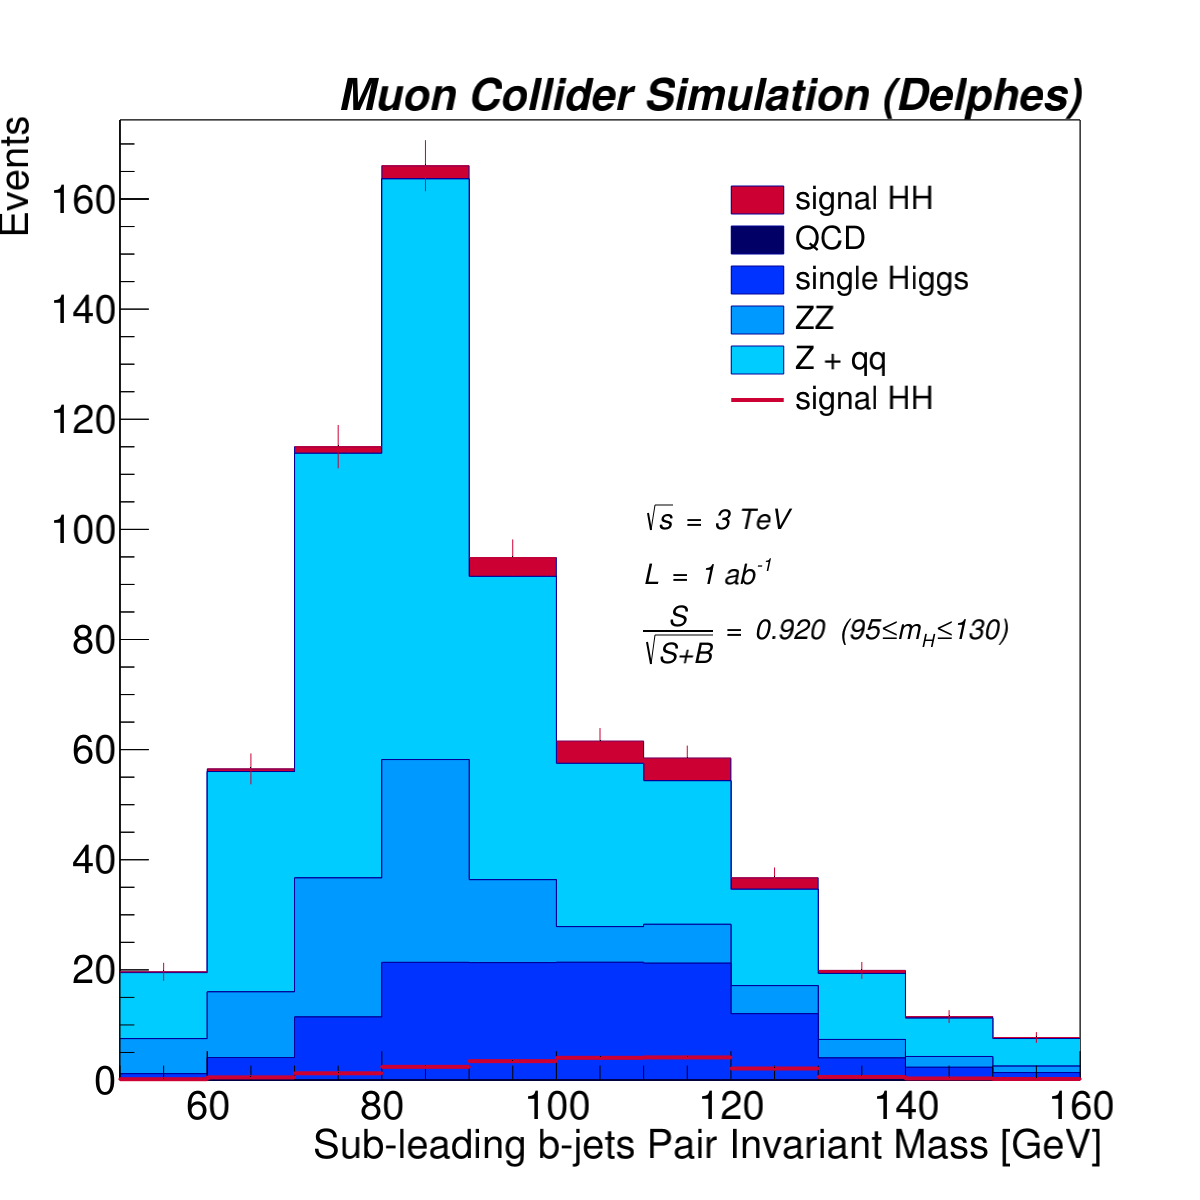 Muon Collider Simulation (Delphes)
Events
160
140
120
100
80
60
40
20
0
signal HH
QCD
single Higgs
ZZ
Z + qq
signal HH
√s = 3 TeV
L = 1 ab⁻¹
S
√S+B = 0.920 (95≤m_H≤130)
60 80 100 120 140 160
Sub-leading b-jets Pair Invariant Mass [GeV]